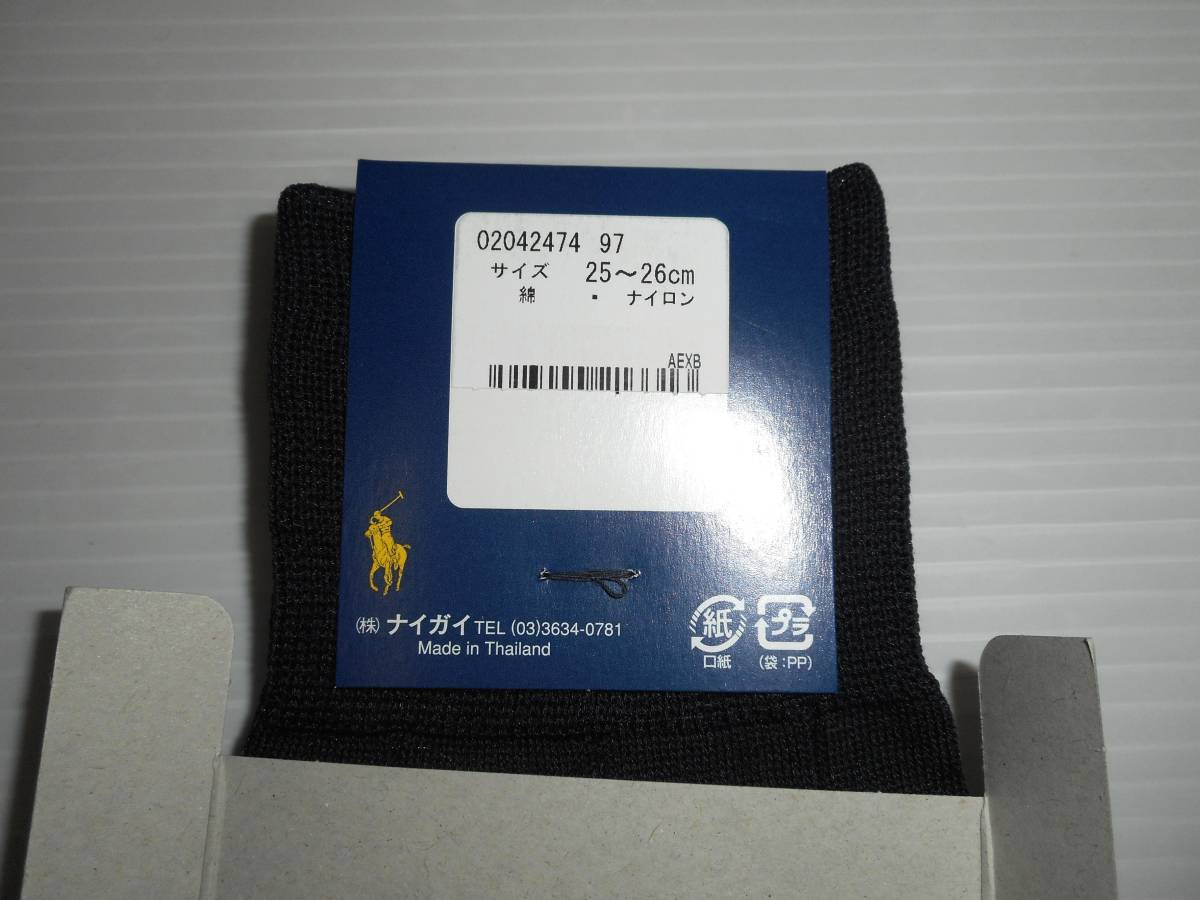 02042474 97
サイズ 25～26cm
綿 ・ ナイロン
AEXB
㈱ ナイガイ TEL (03)3634-0781
Made in Thailand
紙
口紙
プラ
(袋：PP)